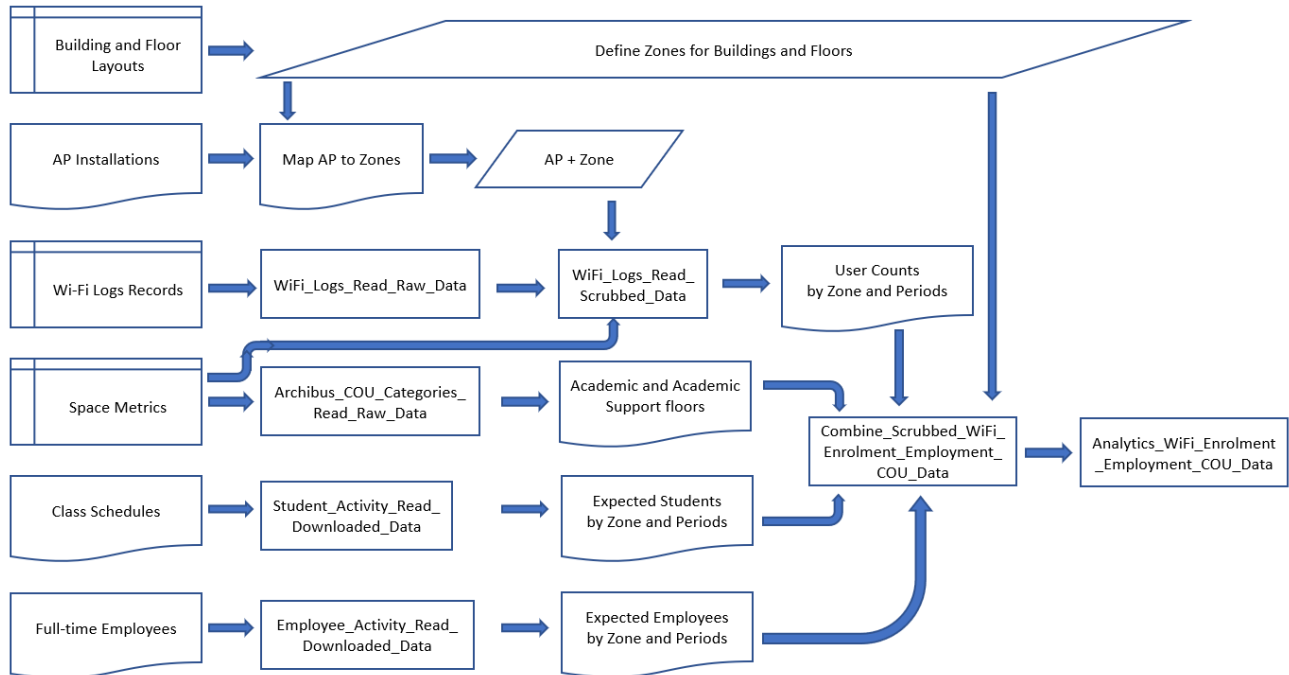 Building and Floor
Layouts
Define Zones for Buildings and Floors
AP Installations
Map AP to Zones
AP + Zone
Wi-Fi Logs Records
WiFi_Logs_Read_Raw_Data
WiFi_Logs_Read_
Scrubbed_Data
User Counts
by Zone and Periods
Space Metrics
Archibus_COU_Categories_
Read_Raw_Data
Academic and Academic
Support floors
Combine_Scrubbed_WiFi_
Enrolment_Employment_
COU_Data
Analytics_WiFi_Enrolment
_Employment_COU_Data
Class Schedules
Student_Activity_Read_
Downloaded_Data
Expected Students
by Zone and Periods
Full-time Employees
Employee_Activity_Read_
Downloaded_Data
Expected Employees
by Zone and Periods